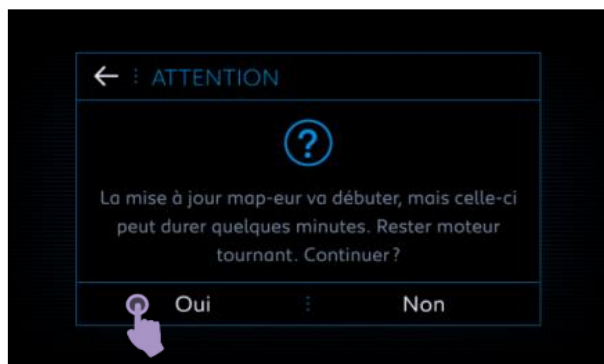 ATTENTION
La mise à jour map-eur va débuter, mais celle-ci
peut durer quelques minutes. Rester moteur
tournant. Continuer ?
Oui
Non